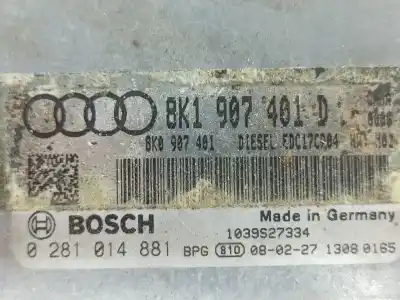 8K1 907 401 D
8K0 907 401 DIESEL EDC17CP04
BOSCH
Made in Germany
1039S27334
0 281 014 881 BPG 810 08-02-27 1308 0165